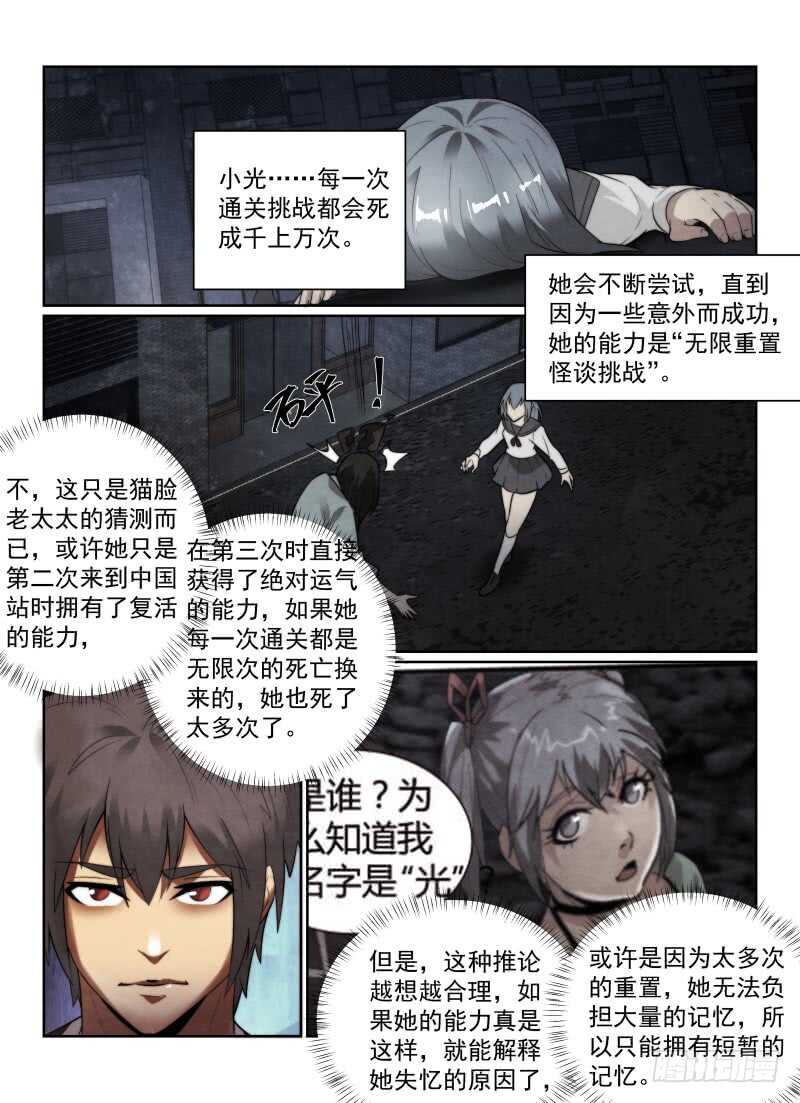 小光……每一次
通关挑战都会死
成千上万次。
她会不断尝试，直到
因为一些意外而成功，
她的能力是“无限重置
怪谈挑战”。
不，这只是猫脸
老太太的猜测而
已，或许她只是
第二次来到中国
站时拥有了复活
的能力，
在第三次时直接
获得了绝对运气
的能力，如果她
每一次通关都是
无限次的死亡换
来的，她也死了
太多次了。
是谁？为
么知道我
名字是“光”
但是，这种推论
越想越合理，如
果她的能力真是
这样，就能解释
她失忆的原因了，
或许是因为太多次
的重置，她无法负
担大量的记忆，所
以只能拥有短暂的
记忆。